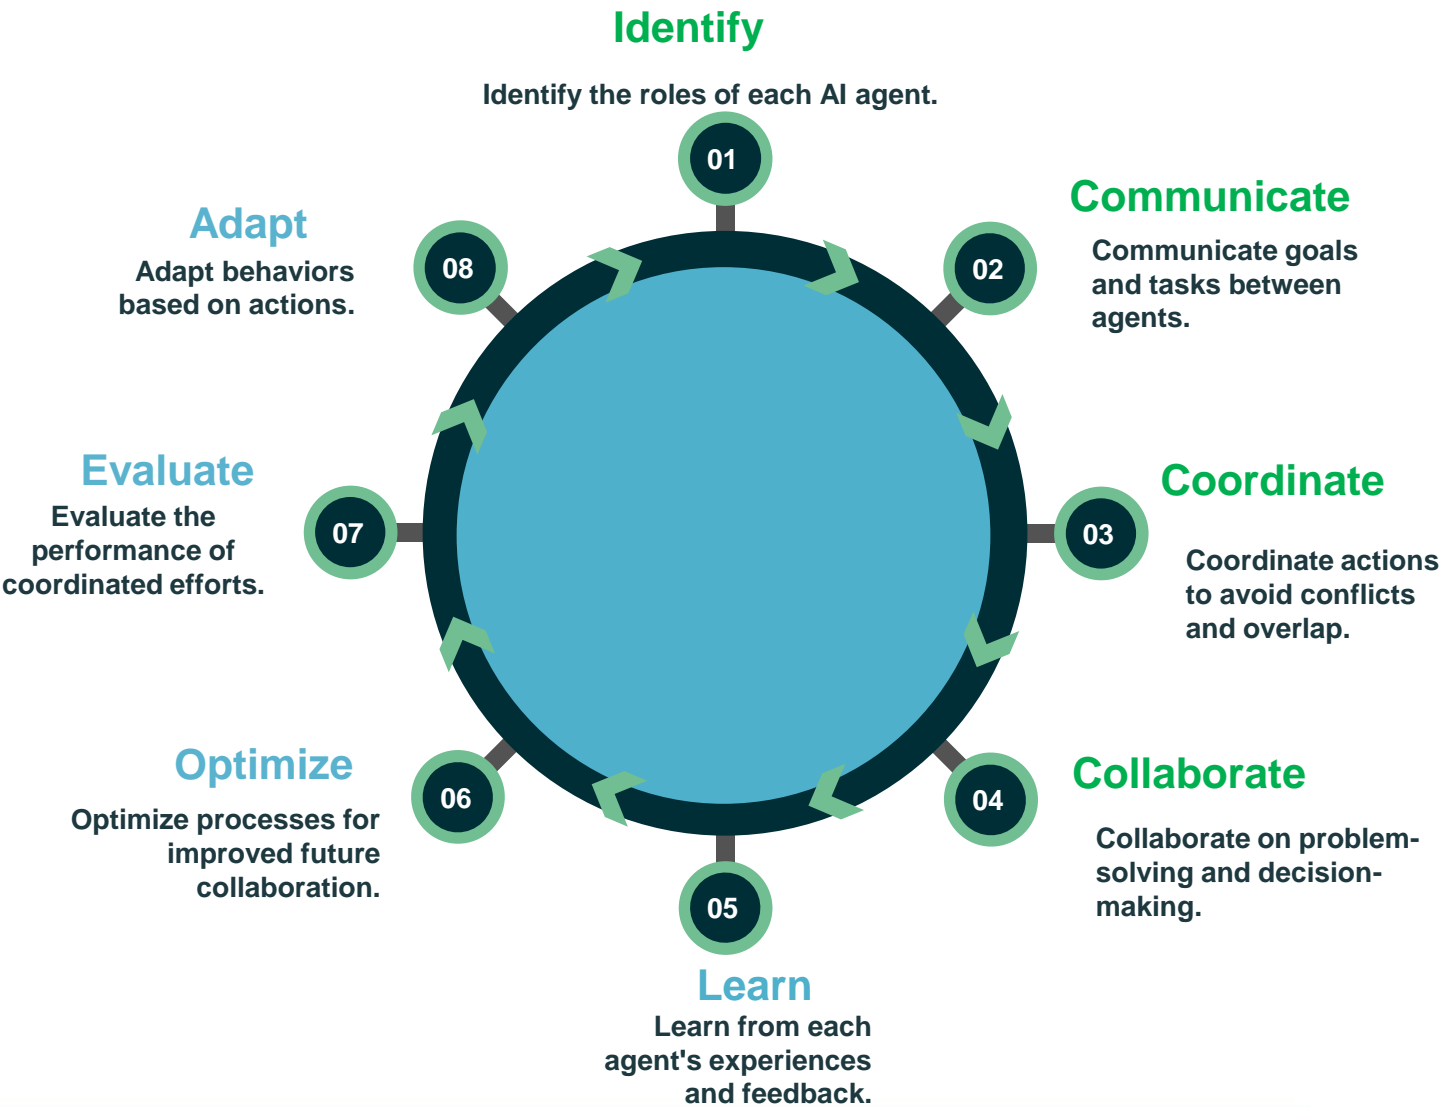 Identify
Identify the roles of each AI agent.
01
Communicate
Communicate goals
and tasks between
agents.
02
Coordinate
Coordinate actions
to avoid conflicts
and overlap.
03
Collaborate
Collaborate on problem-
solving and decision-
making.
04
05
Learn
Learn from each
agent's experiences
and feedback.
Optimize
Optimize processes for
improved future
collaboration.
06
Evaluate
Evaluate the
performance of
coordinated efforts.
07
Adapt
Adapt behaviors
based on actions.
08